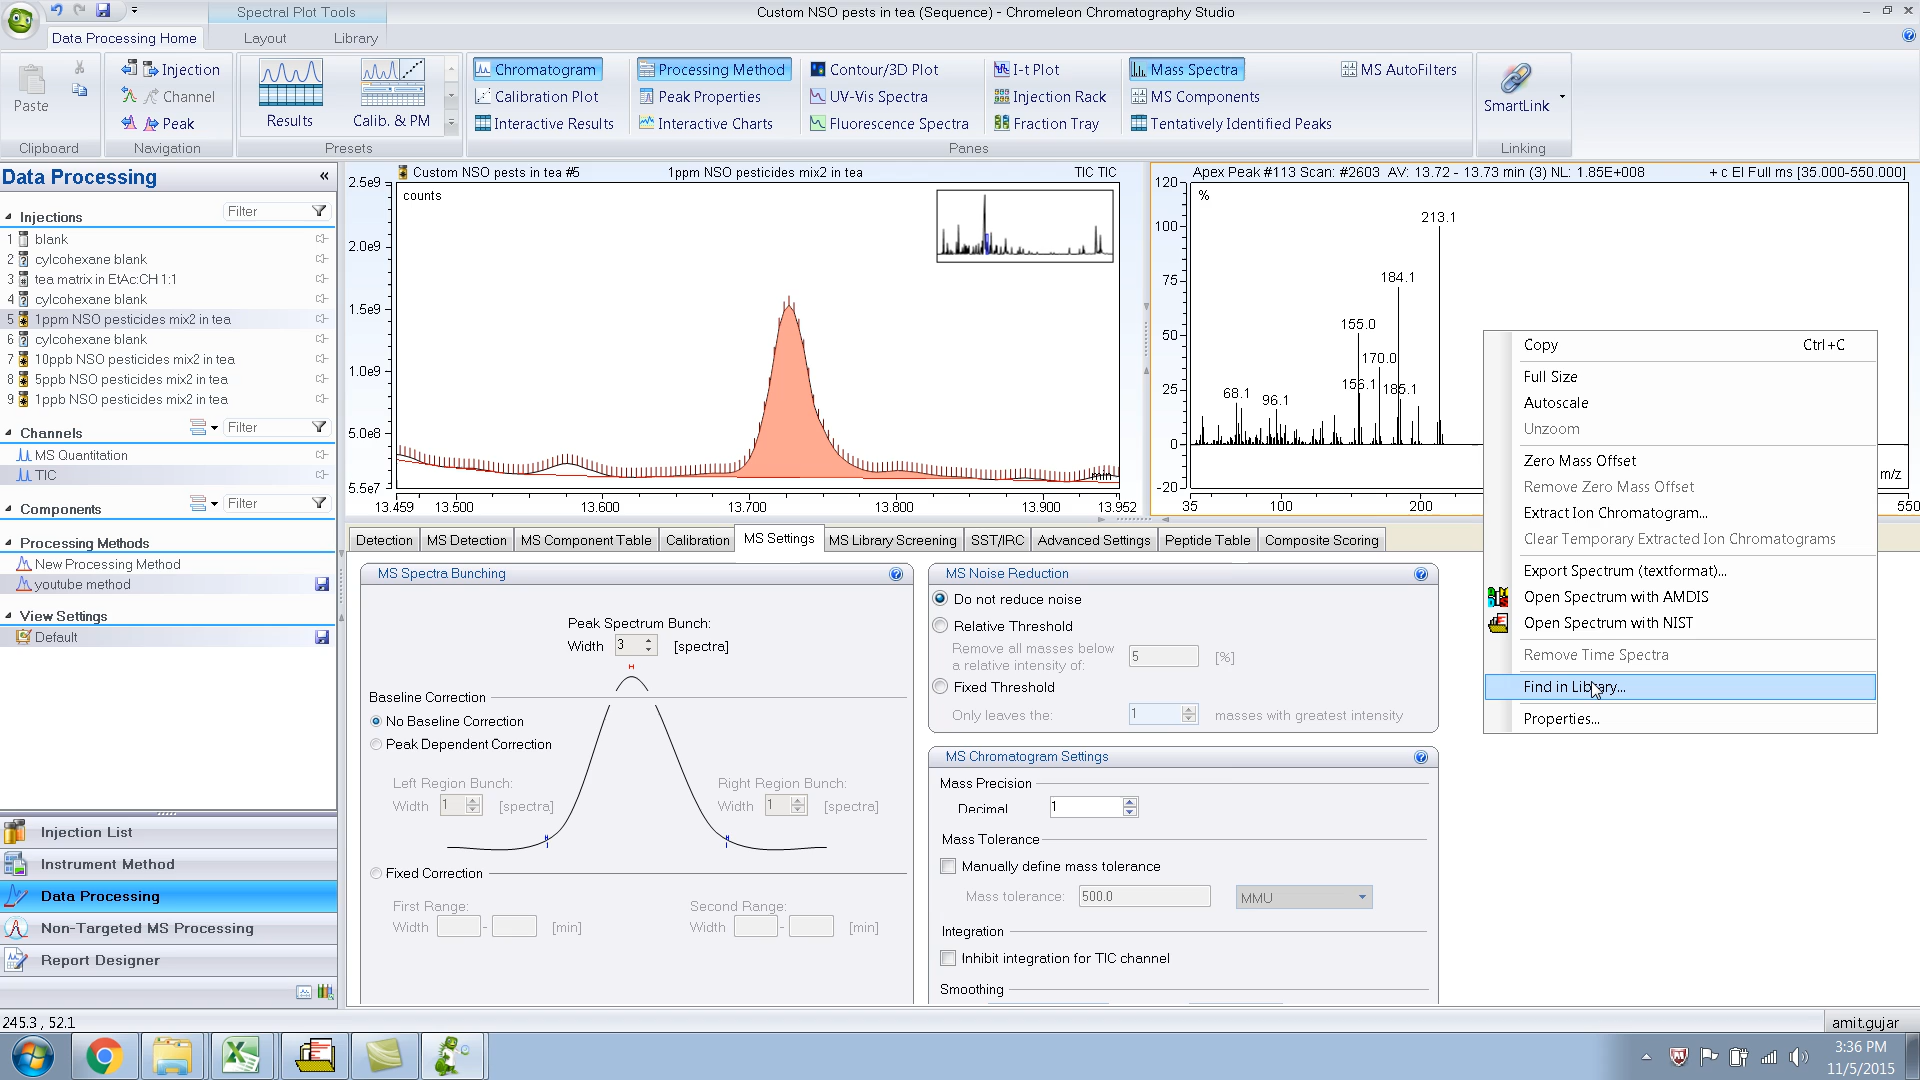 Spectral Plot Tools
Custom NSO pests in tea (Sequence) - Chromeleon Chromatography Studio
Data Processing Home
Layout
Library
Paste
Injection
Channel
Peak
Results
Calib. & PM
Chromatogram
Calibration Plot
Interactive Results
Processing Method
Peak Properties
Interactive Charts
Contour/3D Plot
UV-Vis Spectra
Fluorescence Spectra
I-t Plot
Injection Rack
Fraction Tray
Mass Spectra
MS Components
Tentatively Identified Peaks
MS AutoFilters
SmartLink
Clipboard
Navigation
Presets
Panes
Linking
Data Processing
«
Injections
Filter
1 blank
2 cylcohexane blank
3 tea matrix in EtAc:CH 1:1
4 cylcohexane blank
5 1ppm NSO pesticides mix2 in tea
6 cylcohexane blank
7 10ppb NSO pesticides mix2 in tea
8 5ppb NSO pesticides mix2 in tea
9 1ppb NSO pesticides mix2 in tea
Channels
Filter
MS Quantitation
TIC
Components
Filter
Processing Methods
New Processing Method
youtube method
View Settings
Default
Injection List
Instrument Method
Data Processing
Non-Targeted MS Processing
Report Designer
245.3 , 52.1
Custom NSO pests in tea #5
1ppm NSO pesticides mix2 in tea
TIC TIC
counts
2.5e9
2.0e9
1.5e9
1.0e9
5.0e8
5.5e7
min
13.459
13.500
13.600
13.700
13.800
13.900
13.952
Apex Peak #113 Scan: #2603 AV: 13.72 - 13.73 min (3) NL: 1.85E+008
+ c EI Full ms [35.000-550.000]
%
120
100
75
50
25
0
-20
213.1
184.1
155.0
170.0
156.1
185.1
68.1
96.1
m/z
35
100
200
550
Copy Ctrl+C
Full Size
Autoscale
Unzoom
Zero Mass Offset
Remove Zero Mass Offset
Extract Ion Chromatogram...
Clear Temporary Extracted Ion Chromatograms
Export Spectrum (textformat)...
Open Spectrum with AMDIS
Open Spectrum with NIST
Remove Time Spectra
Find in Library...
Properties...
Detection
MS Detection
MS Component Table
Calibration
MS Settings
MS Library Screening
SST/IRC
Advanced Settings
Peptide Table
Composite Scoring
MS Spectra Bunching
Peak Spectrum Bunch:
Width 3 [spectra]
Baseline Correction
No Baseline Correction
Peak Dependent Correction
Left Region Bunch:
Width 1 [spectra]
Right Region Bunch:
Width 1 [spectra]
Fixed Correction
First Range:
Width - [min]
Second Range:
Width - [min]
MS Noise Reduction
Do not reduce noise
Relative Threshold
Remove all masses below
a relative intensity of:
5 [%]
Fixed Threshold
Only leaves the: 1 masses with greatest intensity
MS Chromatogram Settings
Mass Precision
Decimal 1
Mass Tolerance
Manually define mass tolerance
Mass tolerance: 500.0 MMU
Integration
Inhibit integration for TIC channel
Smoothing
amit.gujar
3:36 PM
11/5/2015